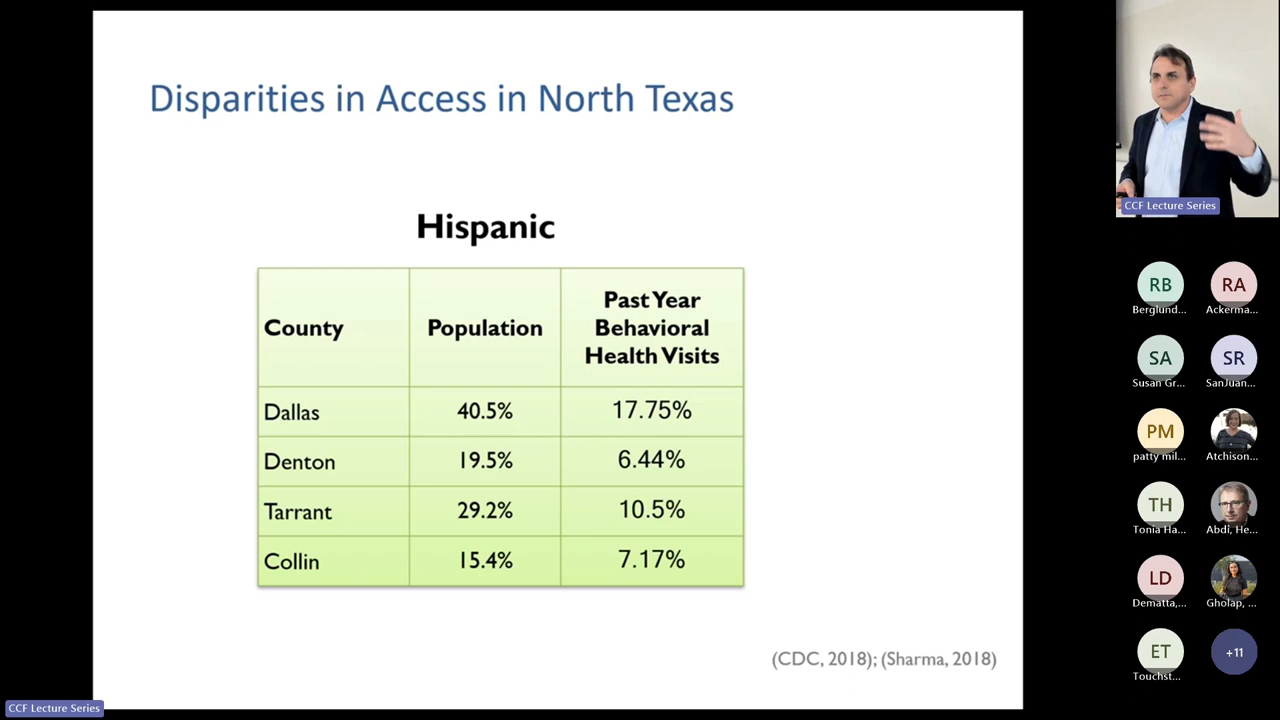 Disparities in Access in North Texas
Hispanic
County Population Past Year
Behavioral
Health Visits
Dallas 40.5% 17.75%
Denton 19.5% 6.44%
Tarrant 29.2% 10.5%
Collin 15.4% 7.17%
(CDC, 2018); (Sharma, 2018)
CCF Lecture Series
CCF Lecture Series
RB RA
Berglund... Ackerma...
SA SR
Susan Gr... SanJuan...
PM
patty mil... Atchison...
TH
Tonia Ha... Abdi, He...
LD
Dematta,... Gholap, ...
ET +11
Touchst...